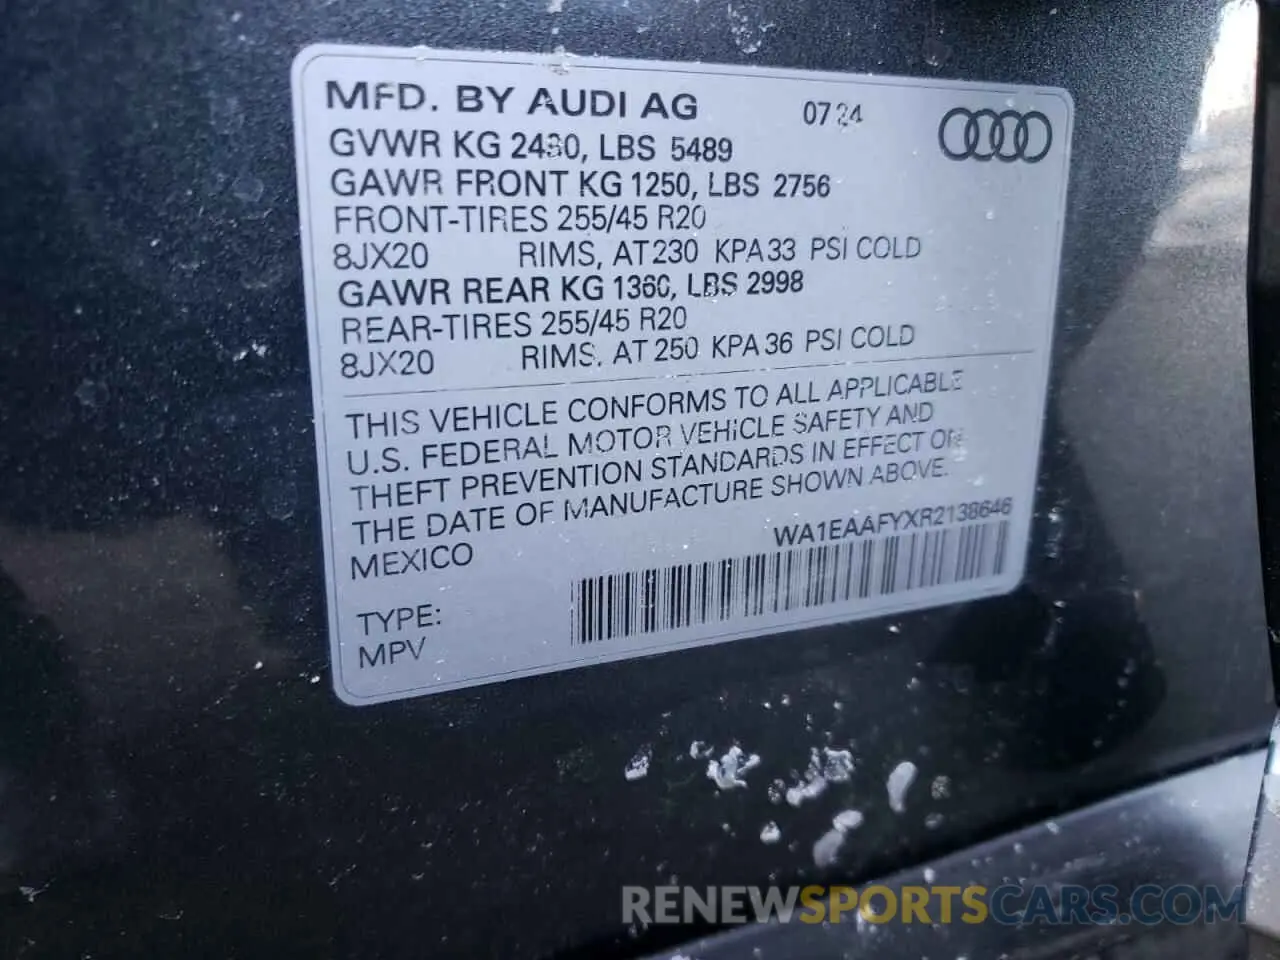 MFD. BY AUDI AG 07 24
GVWR KG 2490, LBS 5489
GAWR FRONT KG 1250, LBS 2756
FRONT-TIRES 255/45 R20
8JX20 RIMS, AT 230 KPA 33 PSI COLD
GAWR REAR KG 1360, LBS 2998
REAR-TIRES 255/45 R20
8JX20 RIMS, AT 250 KPA 36 PSI COLD
THIS VEHICLE CONFORMS TO ALL APPLICABLE
U.S. FEDERAL MOTOR VEHICLE SAFETY AND
THEFT PREVENTION STANDARDS IN EFFECT ON
THE DATE OF MANUFACTURE SHOWN ABOVE.
MEXICO WA1EAAFYXR2138646
TYPE:
MPV
RENEWSPORTSCARS.COM